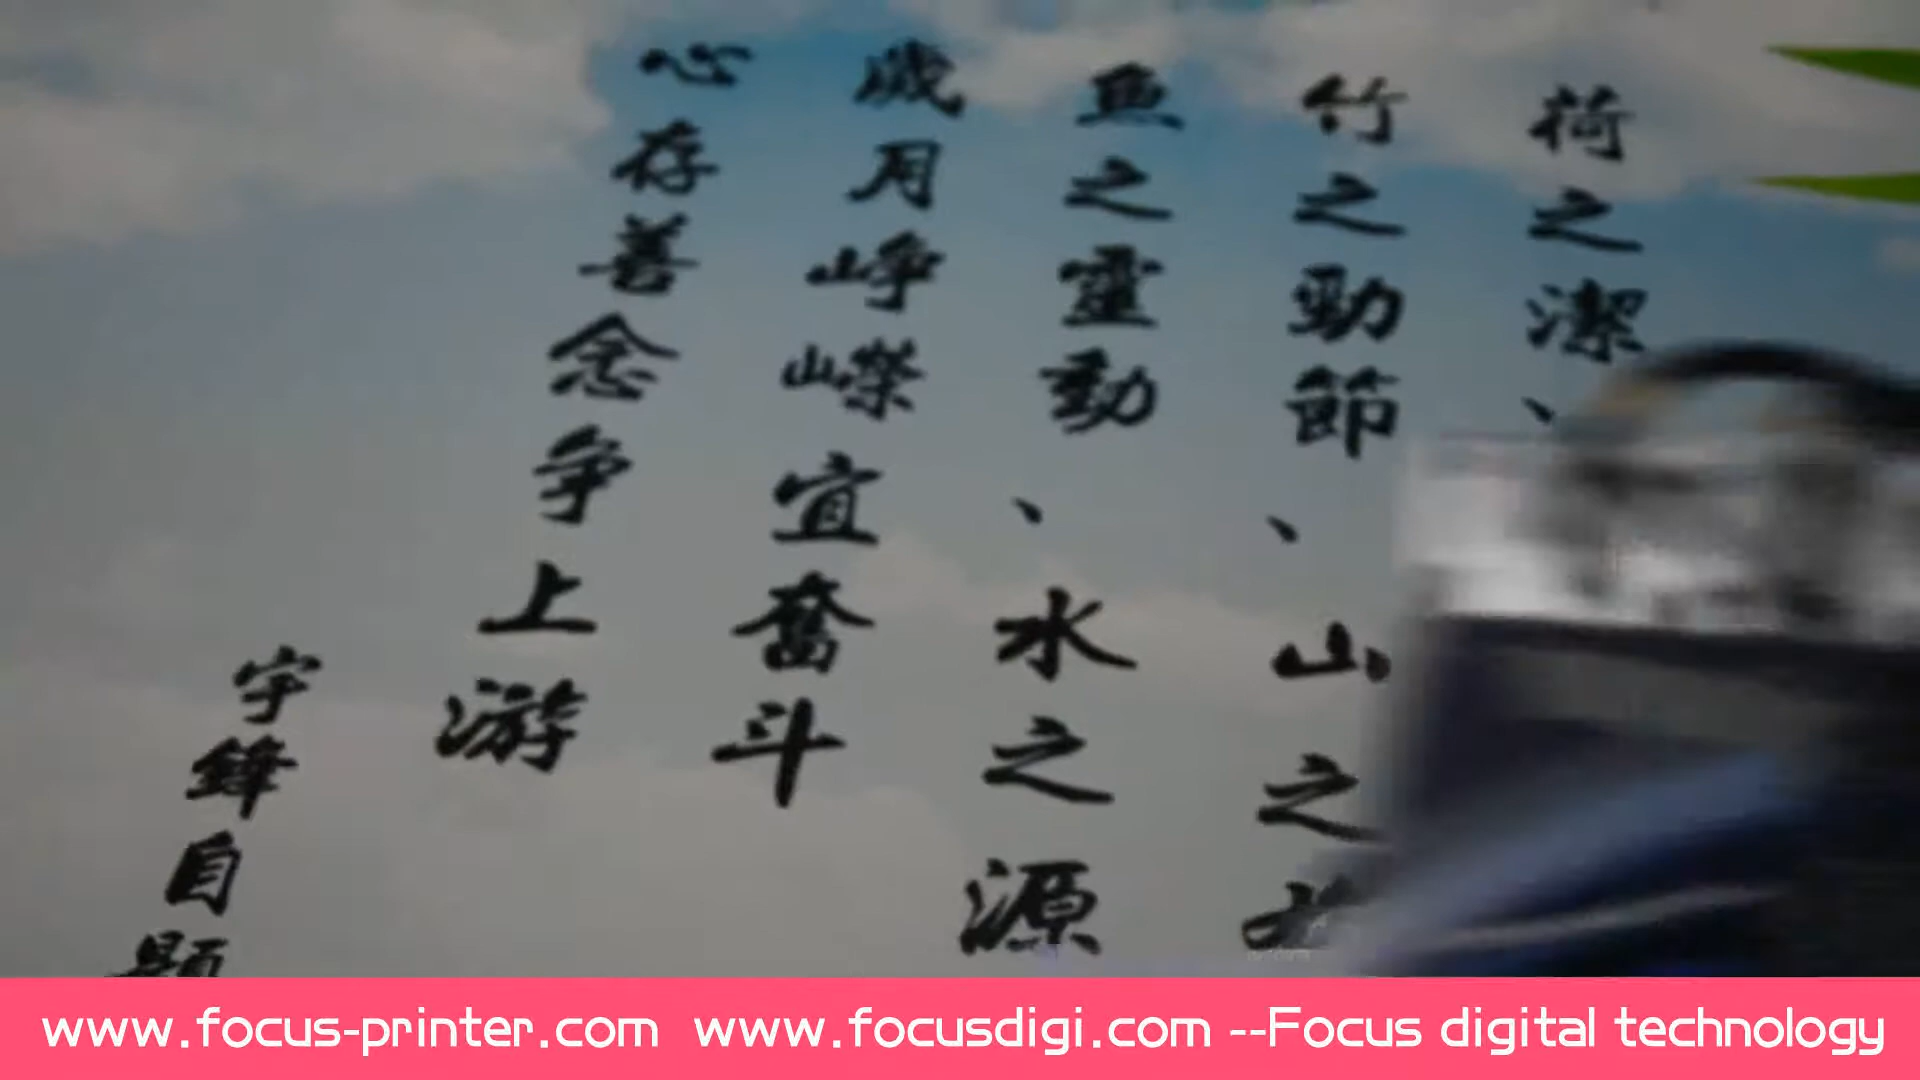 荷之潔、
竹之勁節、山之
魚之靈動、水之源
歲月崢嶸宜奮斗
心存善念争上游
宇鋒自題
www.focus-printer.com www.focusdigi.com --Focus digital technology